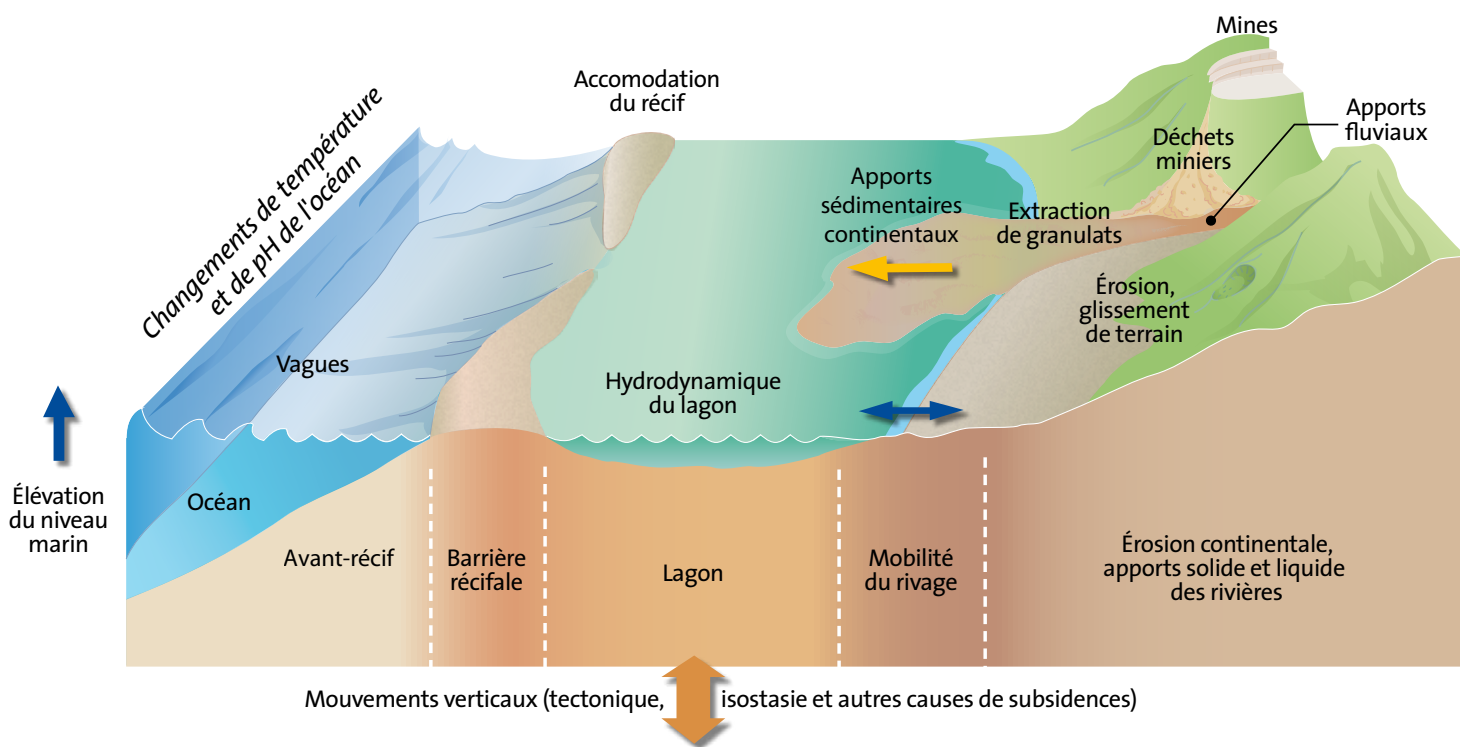 Mines
Accomodation
du récif
Apports
fluviaux
Changements de température
et de pH de l'océan
Déchets
miniers
Apports
sédimentaires
continentaux
Extraction
de granulats
Érosion,
glissement
de terrain
Vagues
Hydrodynamique
du lagon
Élévation
du niveau
marin
Océan
Avant-récif
Barrière
récifale
Lagon
Mobilité
du rivage
Érosion continentale,
apports solide et liquide
des rivières
Mouvements verticaux (tectonique, isostasie et autres causes de subsidences)